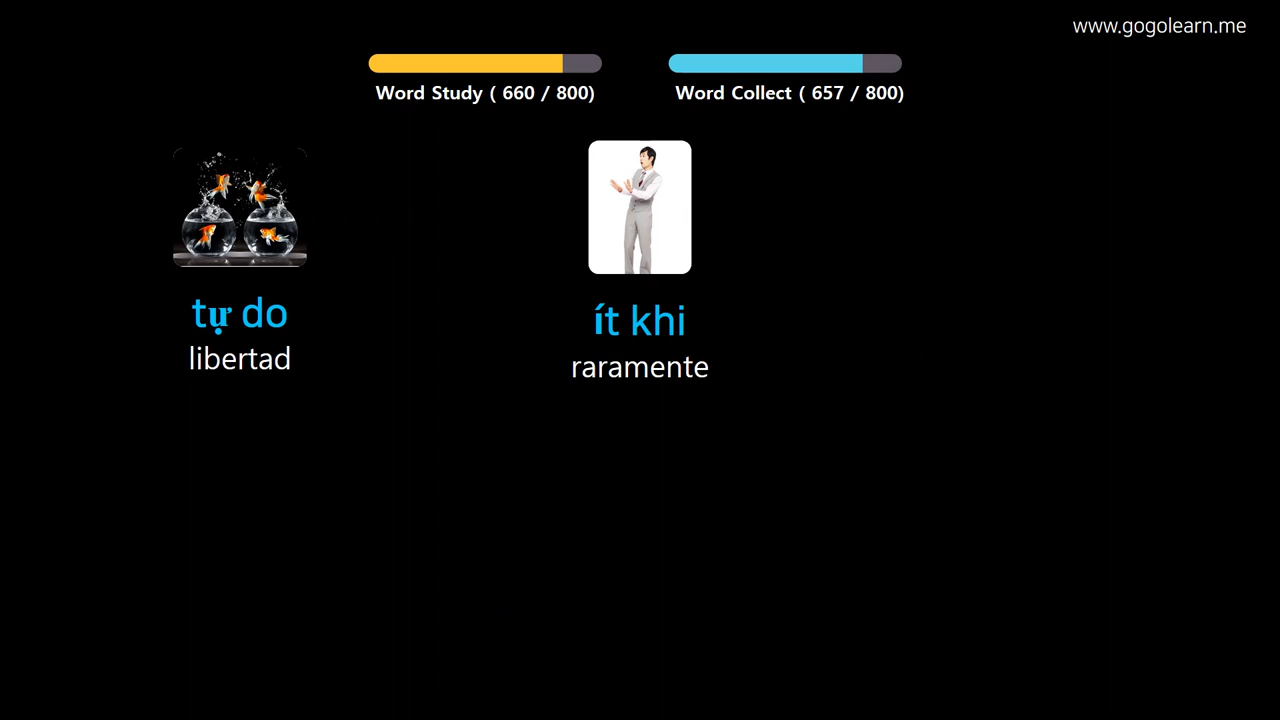 www.gogolearn.me
Word Study ( 660 / 800)
Word Collect ( 657 / 800)
tự do
libertad
ít khi
raramente